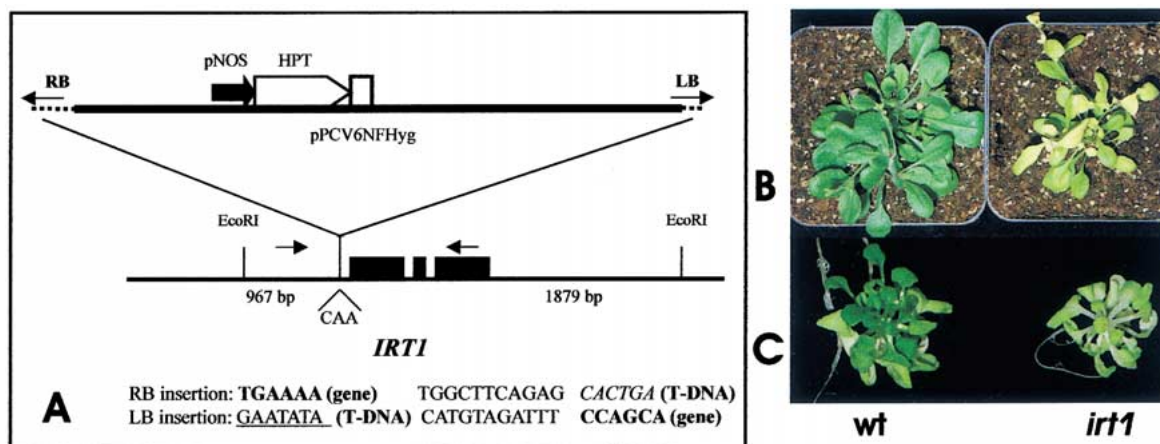 pNOS HPT
RB LB
pPCV6NFHyg
EcoRI EcoRI
967 bp 1879 bp
CAA
IRT1
A
RB insertion: TGAAAA (gene) TGGCTTCAGAG CACTGA (T-DNA)
LB insertion: GAATATA (T-DNA) CATGTAGATTT CCAGCA (gene)
B
C
wt irt1